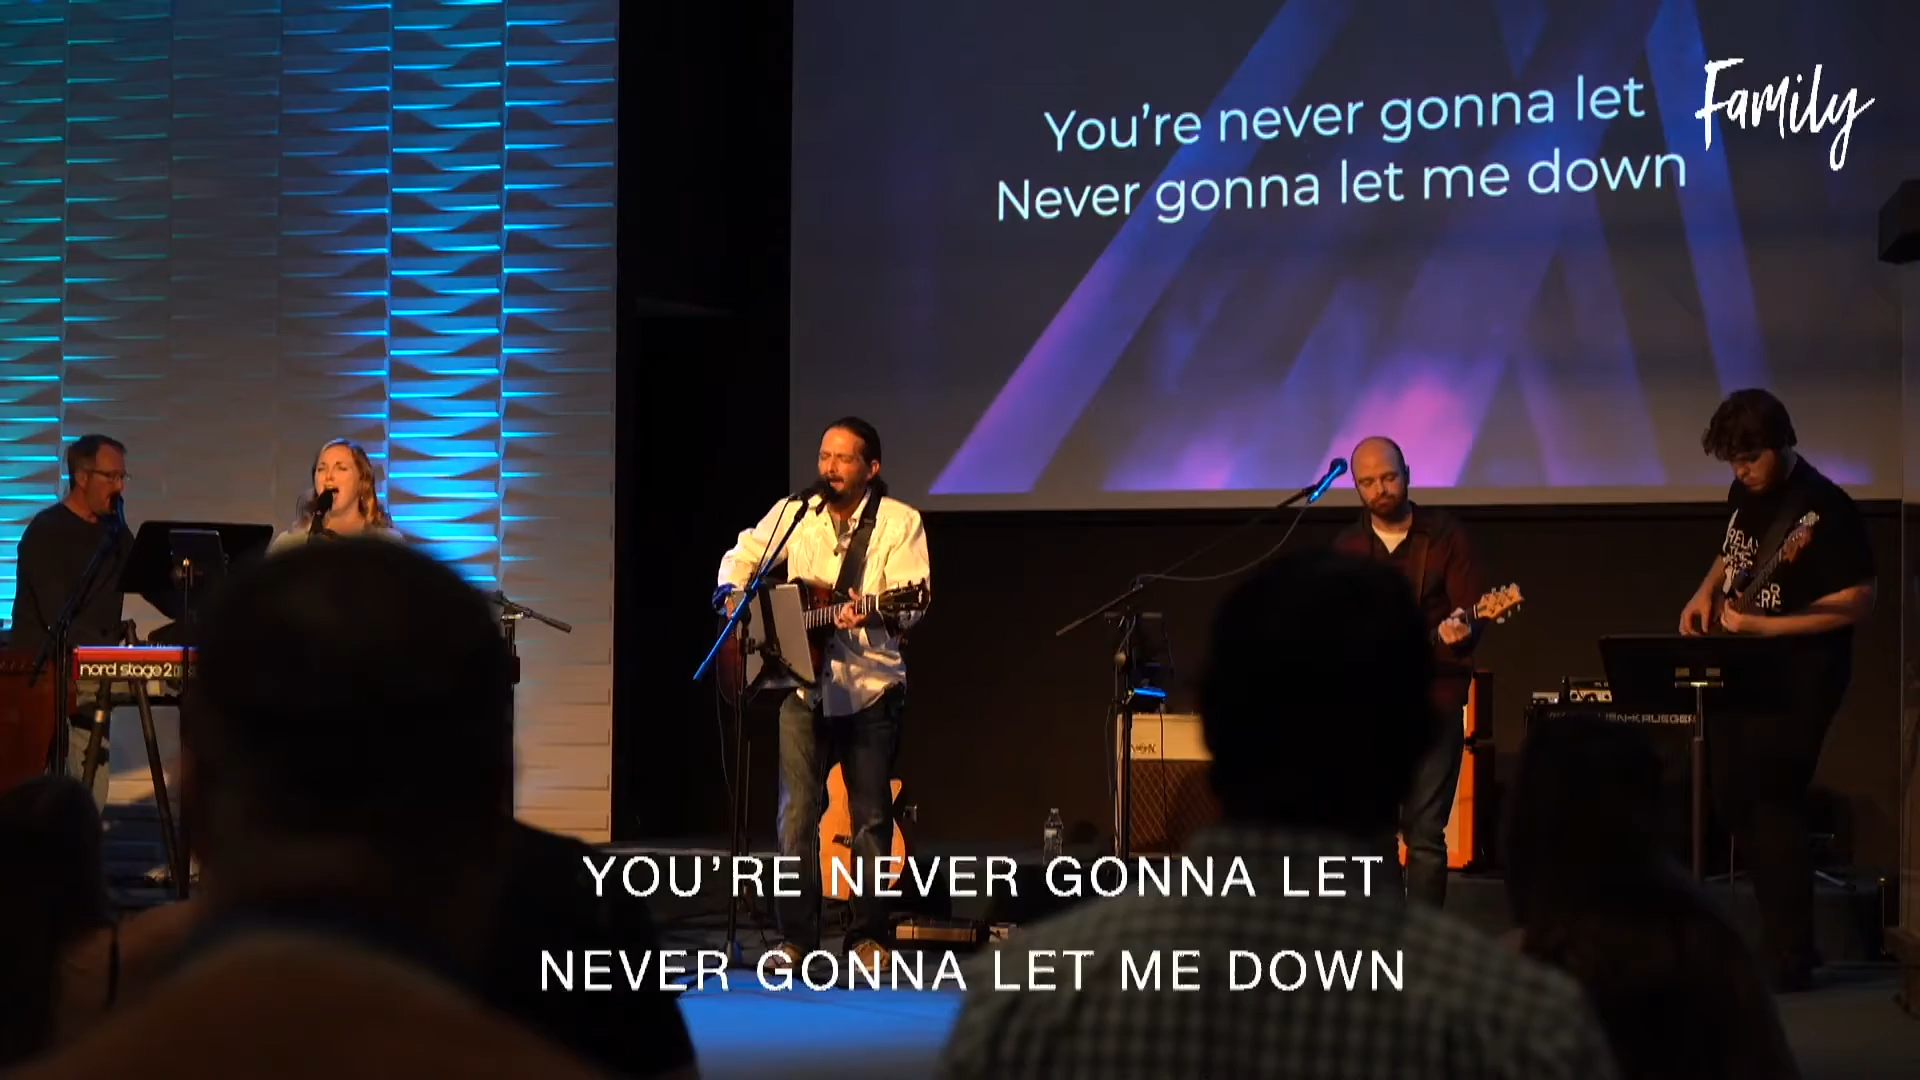 You're never gonna let
Never gonna let me down
Family
nord stage 2
YOU'RE NEVER GONNA LET
NEVER GONNA LET ME DOWN